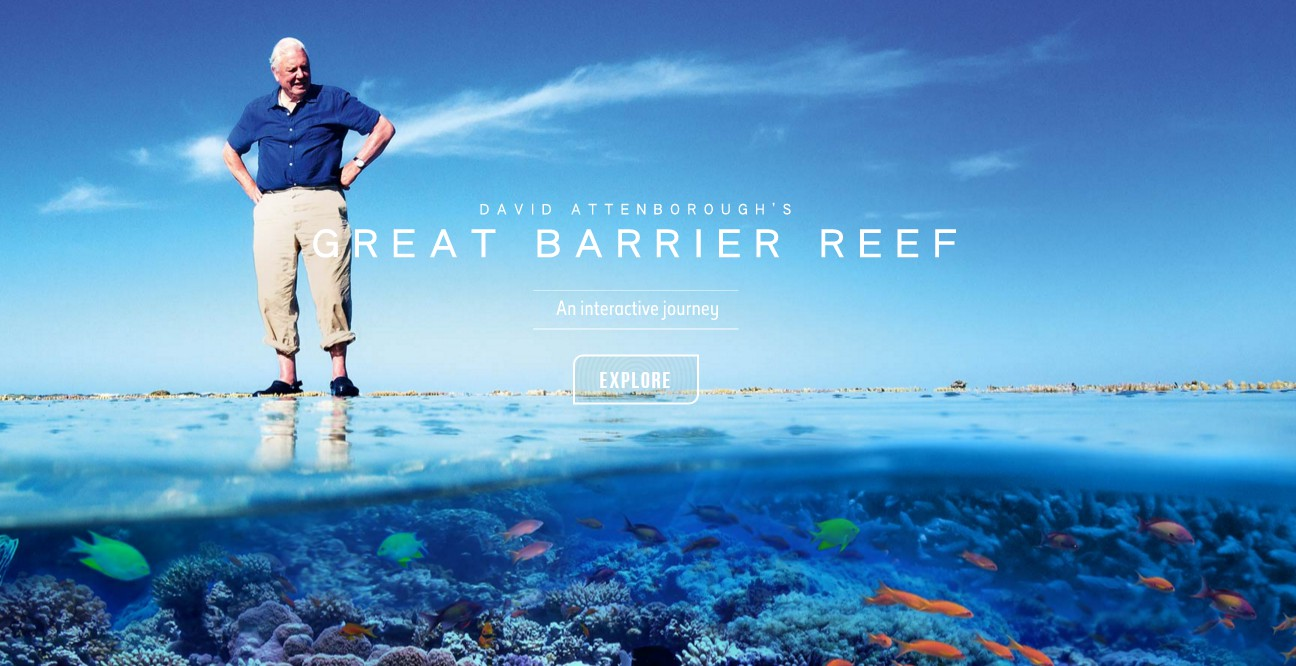 DAVID ATTENBOROUGH'S
GREAT BARRIER REEF
An interactive journey
EXPLORE